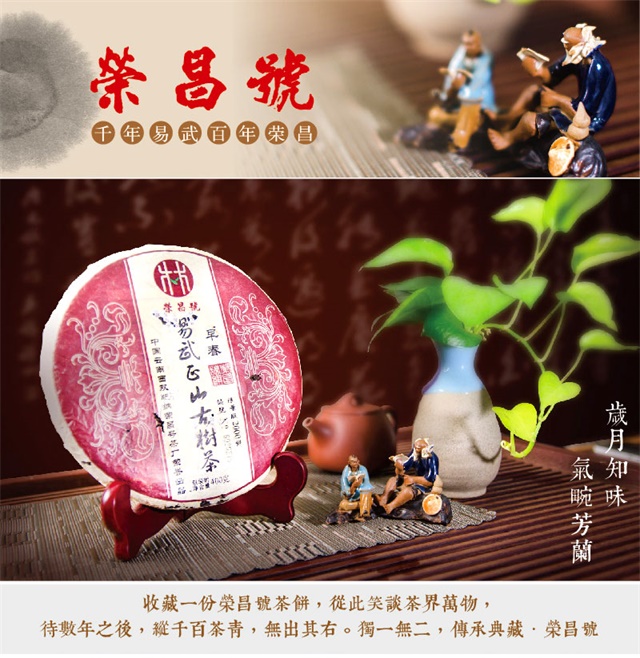 榮昌號
千年易武百年荣昌
林
榮昌號
早春
易武正山古樹茶
歲月知味
氣晼芳蘭
收藏一份榮昌號茶餅，從此笑談茶界萬物，
待數年之後，縱千百茶青，無出其右。獨一無二，傳承典藏·榮昌號